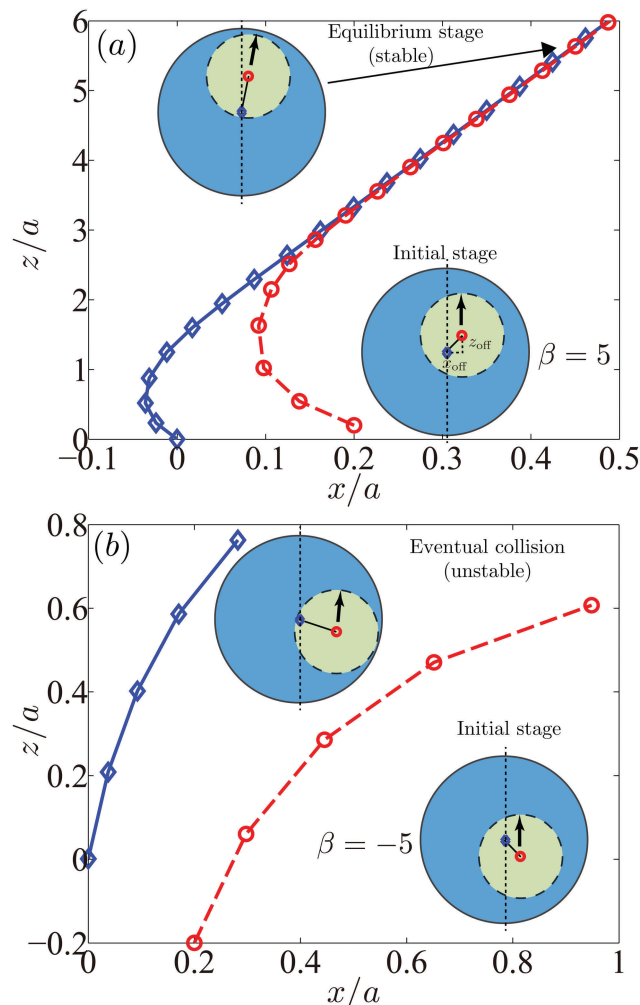 (a)
Equilibrium stage
(stable)
6
5
4
3
2
1
0
z/a
Initial stage
z_off
x_off
β = 5
−0.1 0 0.1 0.2 0.3 0.4 0.5
x/a
(b)
Eventual collision
(unstable)
0.8
0.6
0.4
0.2
0
−0.2
z/a
Initial stage
β = −5
0 0.2 0.4 0.6 0.8 1
x/a